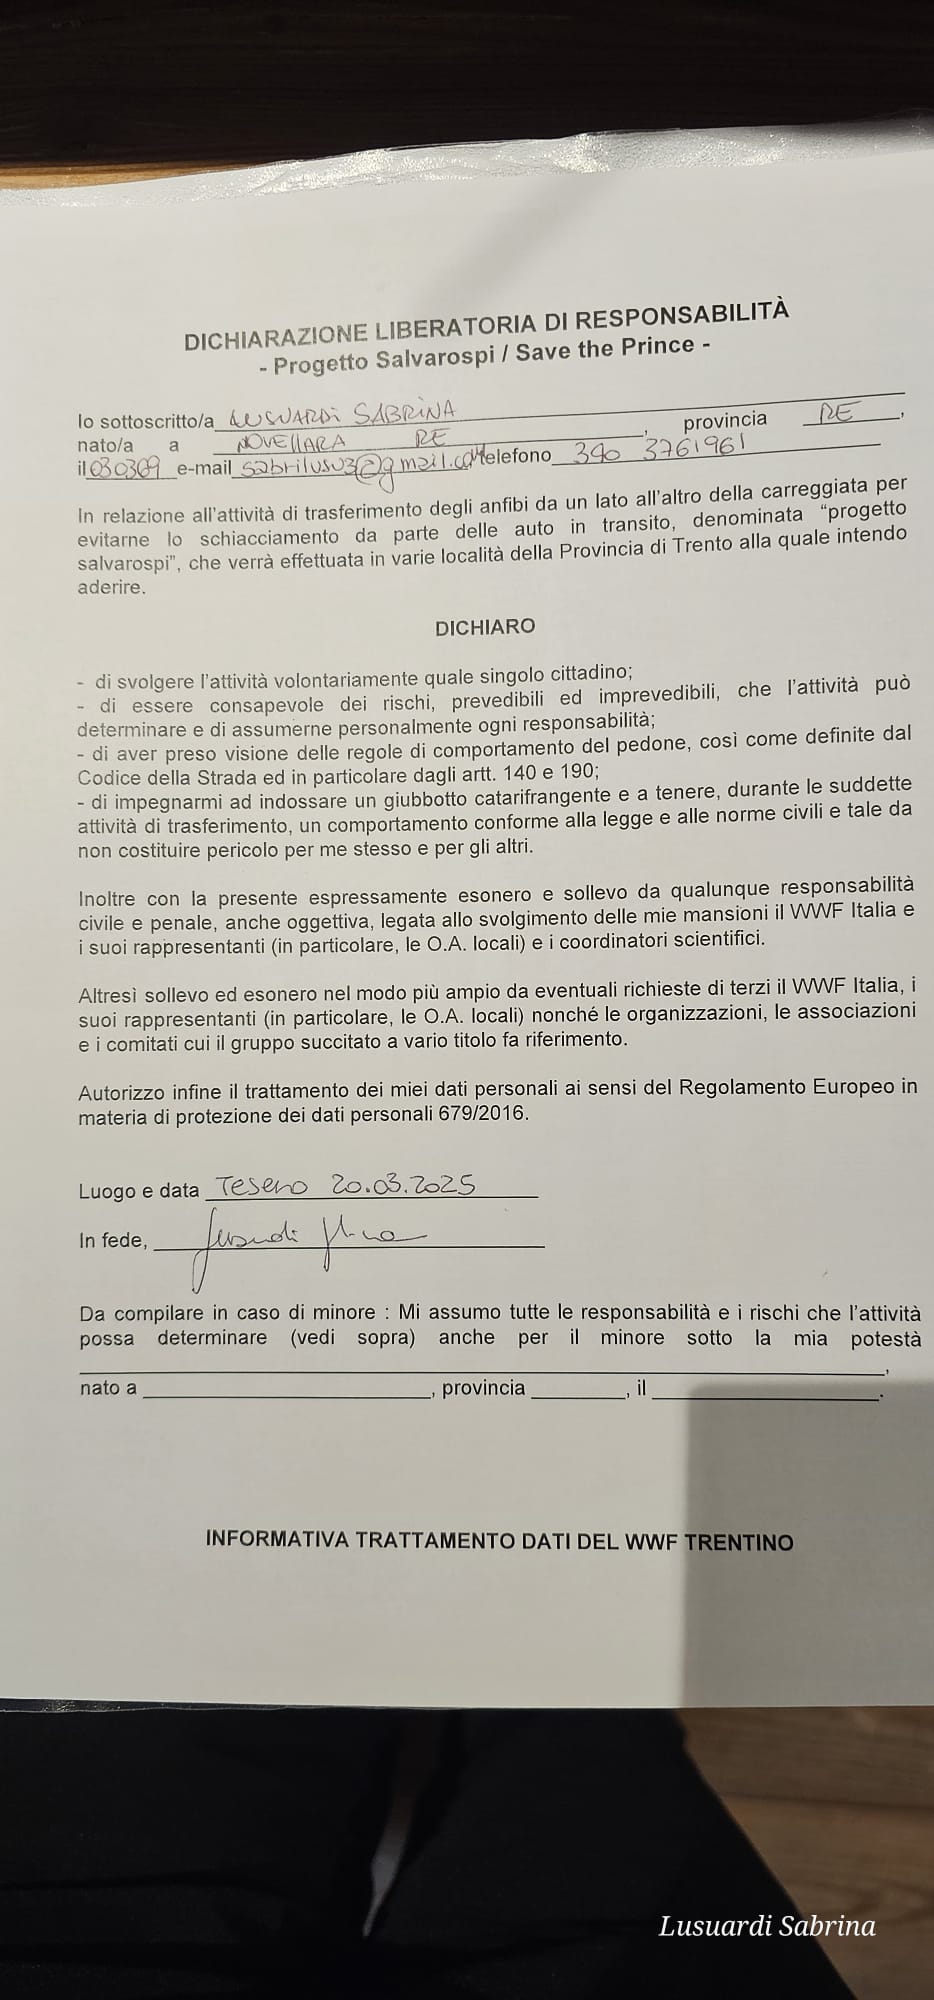 DICHIARAZIONE LIBERATORIA DI RESPONSABILITÀ
- Progetto Salvarospi / Save the Prince -
Io sottoscritto/a LUSUARDI SABRINA
nato/a a NOVELLARA RE, provincia RE,
il 030369 e-mail sabrilusu3@gmail.com telefono 340 3761961
In relazione all'attività di trasferimento degli anfibi da un lato all'altro della carreggiata per
evitarne lo schiacciamento da parte delle auto in transito, denominata "progetto
salvarospi", che verrà effettuata in varie località della Provincia di Trento alla quale intendo
aderire.
DICHIARO
- di svolgere l'attività volontariamente quale singolo cittadino;
- di essere consapevole dei rischi, prevedibili ed imprevedibili, che l'attività può
determinare e di assumerne personalmente ogni responsabilità;
- di aver preso visione delle regole di comportamento del pedone, così come definite dal
Codice della Strada ed in particolare dagli artt. 140 e 190;
- di impegnarmi ad indossare un giubbotto catarifrangente e a tenere, durante le suddette
attività di trasferimento, un comportamento conforme alla legge e alle norme civili e tale da
non costituire pericolo per me stesso e per gli altri.
Inoltre con la presente espressamente esonero e sollevo da qualunque responsabilità
civile e penale, anche oggettiva, legata allo svolgimento delle mie mansioni il WWF Italia e
i suoi rappresentanti (in particolare, le O.A. locali) e i coordinatori scientifici.
Altresì sollevo ed esonero nel modo più ampio da eventuali richieste di terzi il WWF Italia, i
suoi rappresentanti (in particolare, le O.A. locali) nonché le organizzazioni, le associazioni
e i comitati cui il gruppo succitato a vario titolo fa riferimento.
Autorizzo infine il trattamento dei miei dati personali ai sensi del Regolamento Europeo in
materia di protezione dei dati personali 679/2016.
Luogo e data Tesero 20.03.2025
In fede,
Da compilare in caso di minore : Mi assumo tutte le responsabilità e i rischi che l'attività
possa determinare (vedi sopra) anche per il minore sotto la mia potestà
,
nato a , provincia , il .
INFORMATIVA TRATTAMENTO DATI DEL WWF TRENTINO
Lusuardi Sabrina